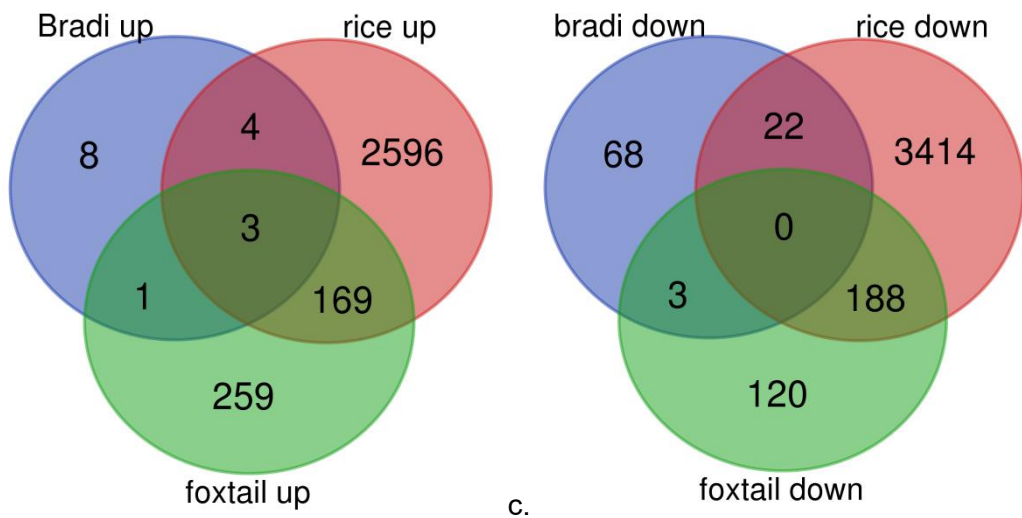 Bradi up
rice up
8
4
2596
3
1
169
259
foxtail up
bradi down
rice down
68
22
3414
0
3
188
120
foxtail down
c.